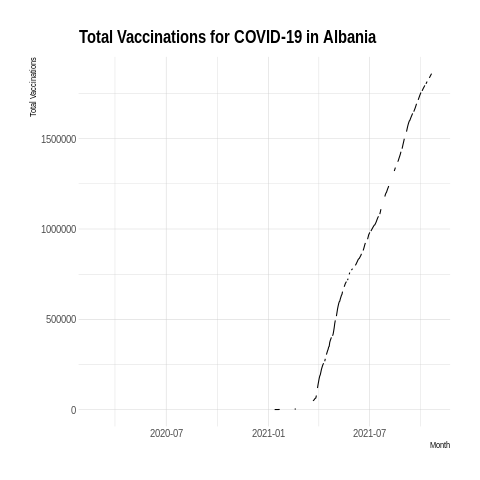 Total Vaccinations for COVID-19 in Albania
Total Vaccinations
1500000
1000000
500000
0
2020-07 2021-01 2021-07
Month